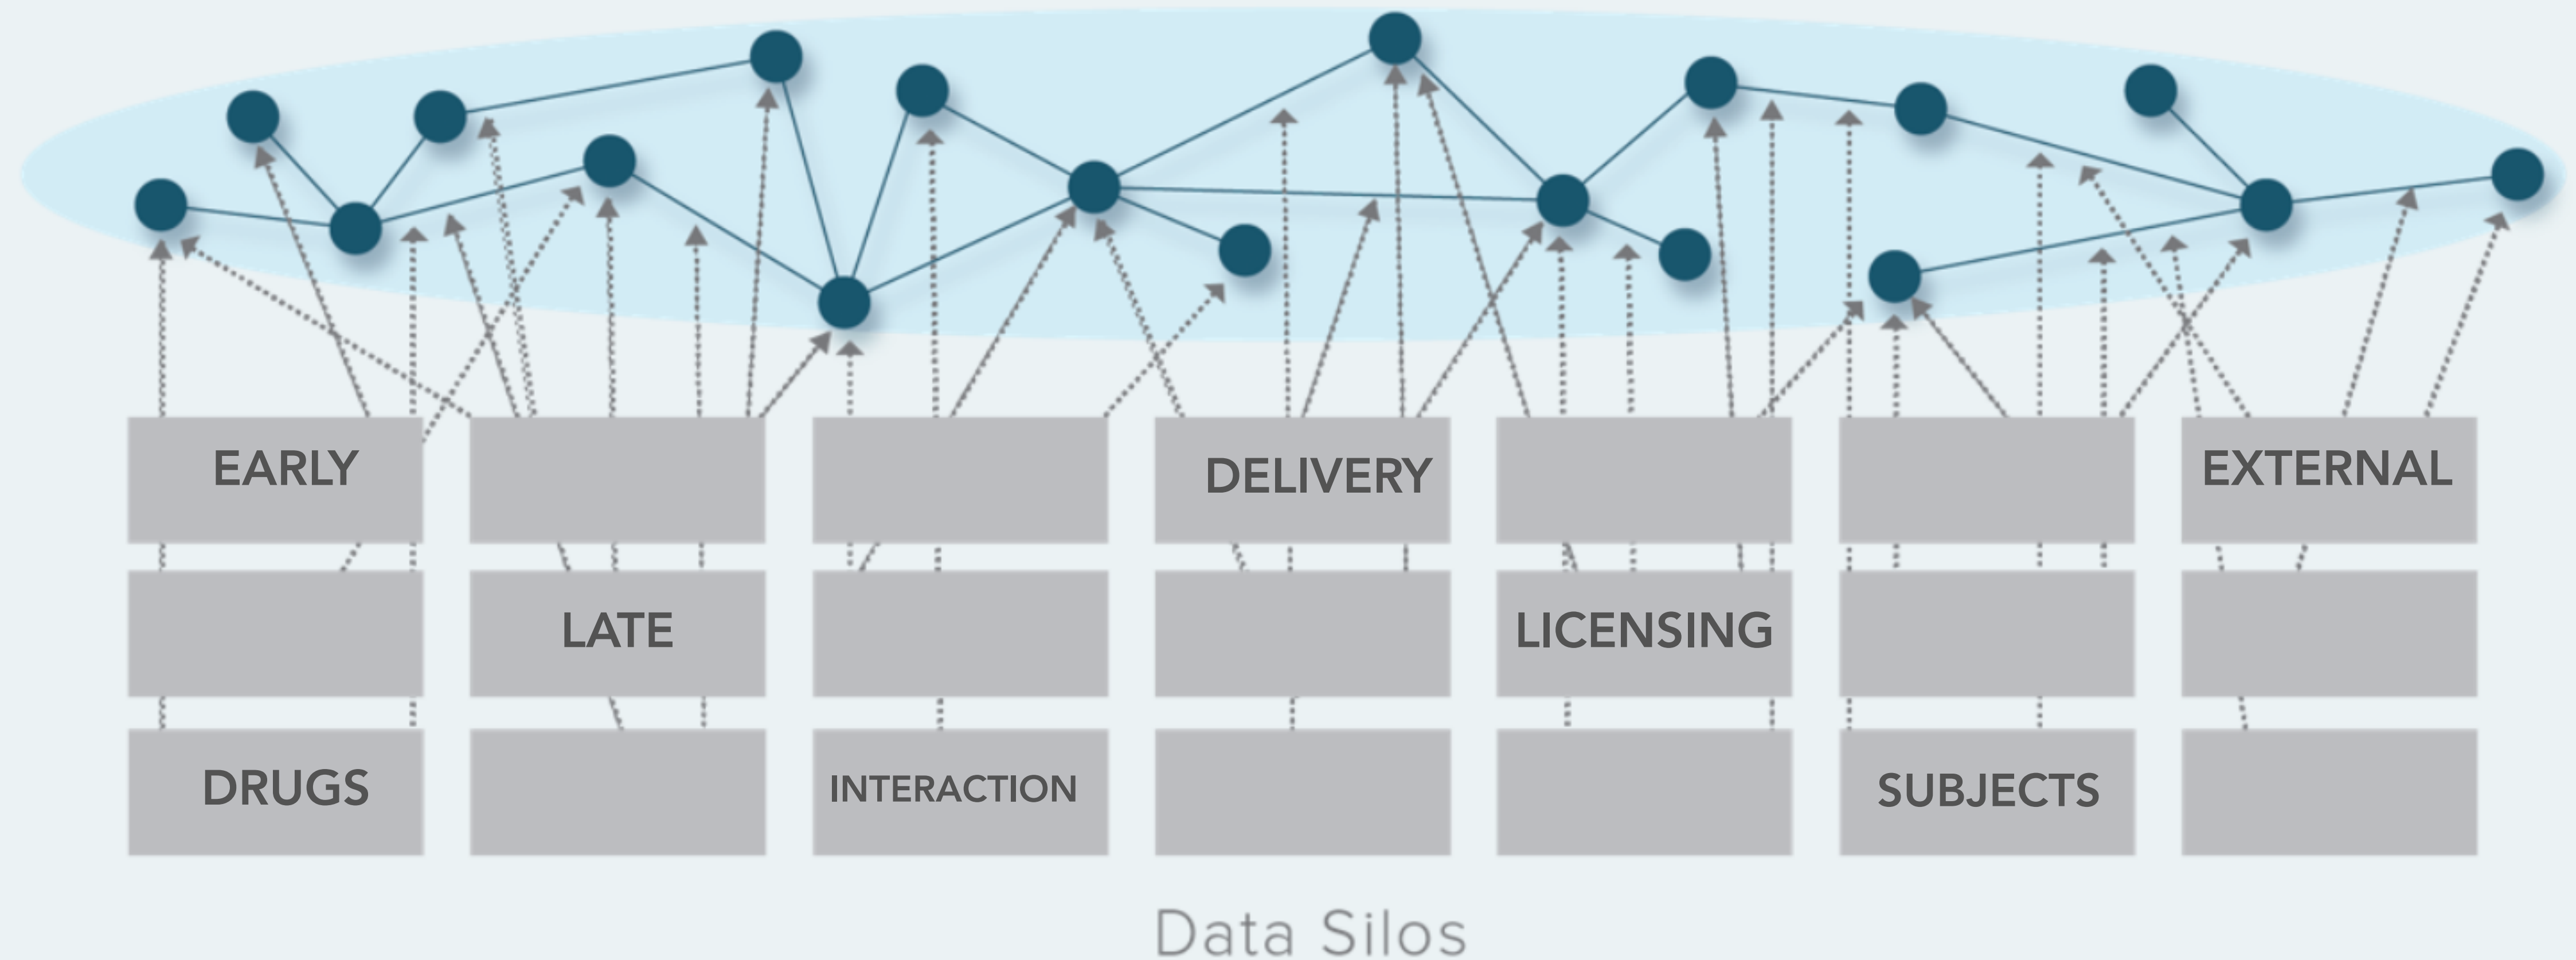 EARLY
DELIVERY
EXTERNAL
LATE
LICENSING
DRUGS
INTERACTION
SUBJECTS
Data Silos